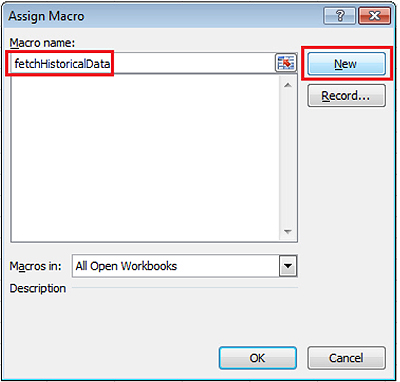 Assign Macro
Macro name:
fetchHistoricalData
New
Record...
Macros in:
All Open Workbooks
Description
OK
Cancel